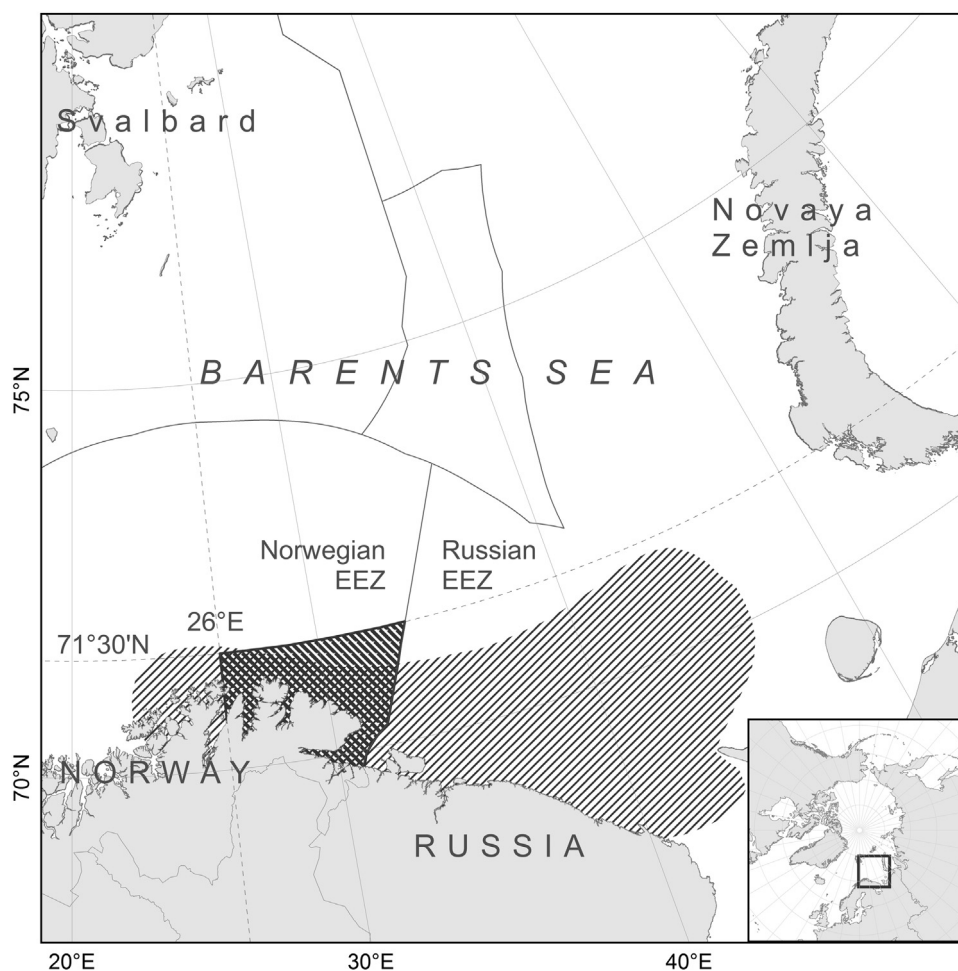 Svalbard
Novaya
Zemlja
BARENTS SEA
75°N
Norwegian
EEZ
Russian
EEZ
26°E
71°30'N
70°N
NORWAY
RUSSIA
20°E
30°E
40°E